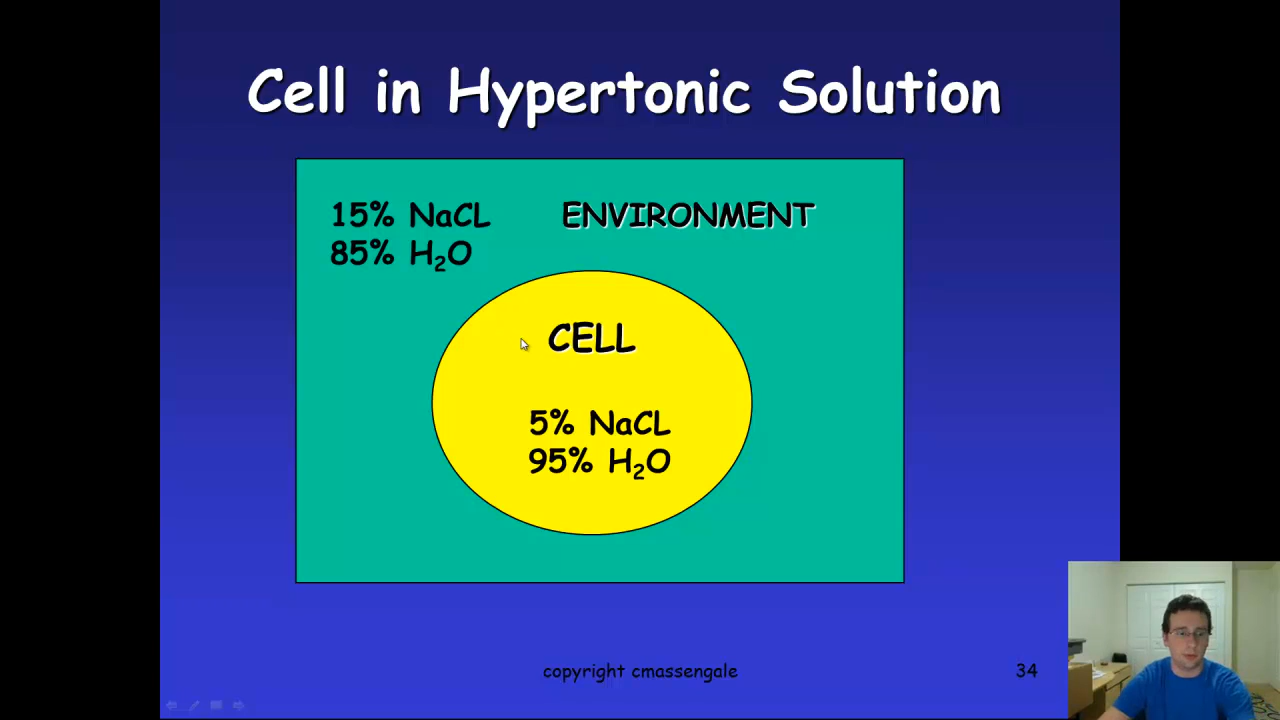 Cell in Hypertonic Solution
15% NaCL
85% H₂O
ENVIRONMENT
CELL
5% NaCL
95% H₂O
copyright cmassengale
34